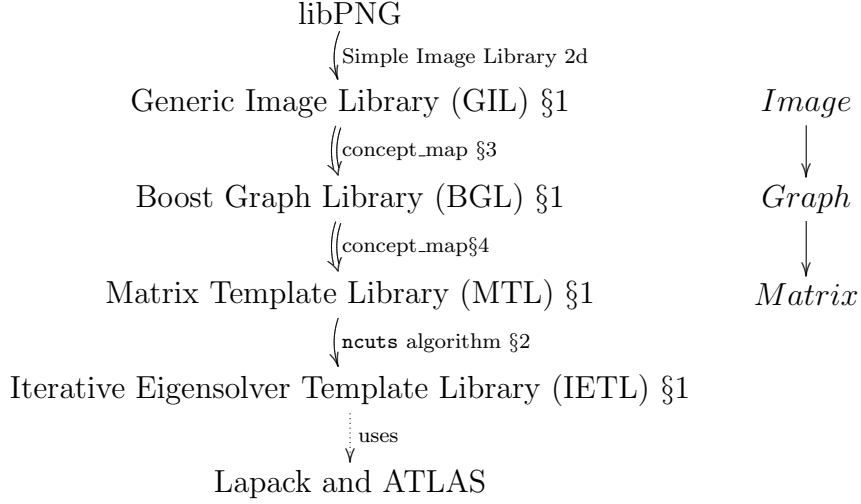 libPNG
Simple Image Library 2d
Generic Image Library (GIL) §1
Image
concept_map §3
Boost Graph Library (BGL) §1
Graph
concept_map§4
Matrix Template Library (MTL) §1
Matrix
ncuts algorithm §2
Iterative Eigensolver Template Library (IETL) §1
uses
Lapack and ATLAS